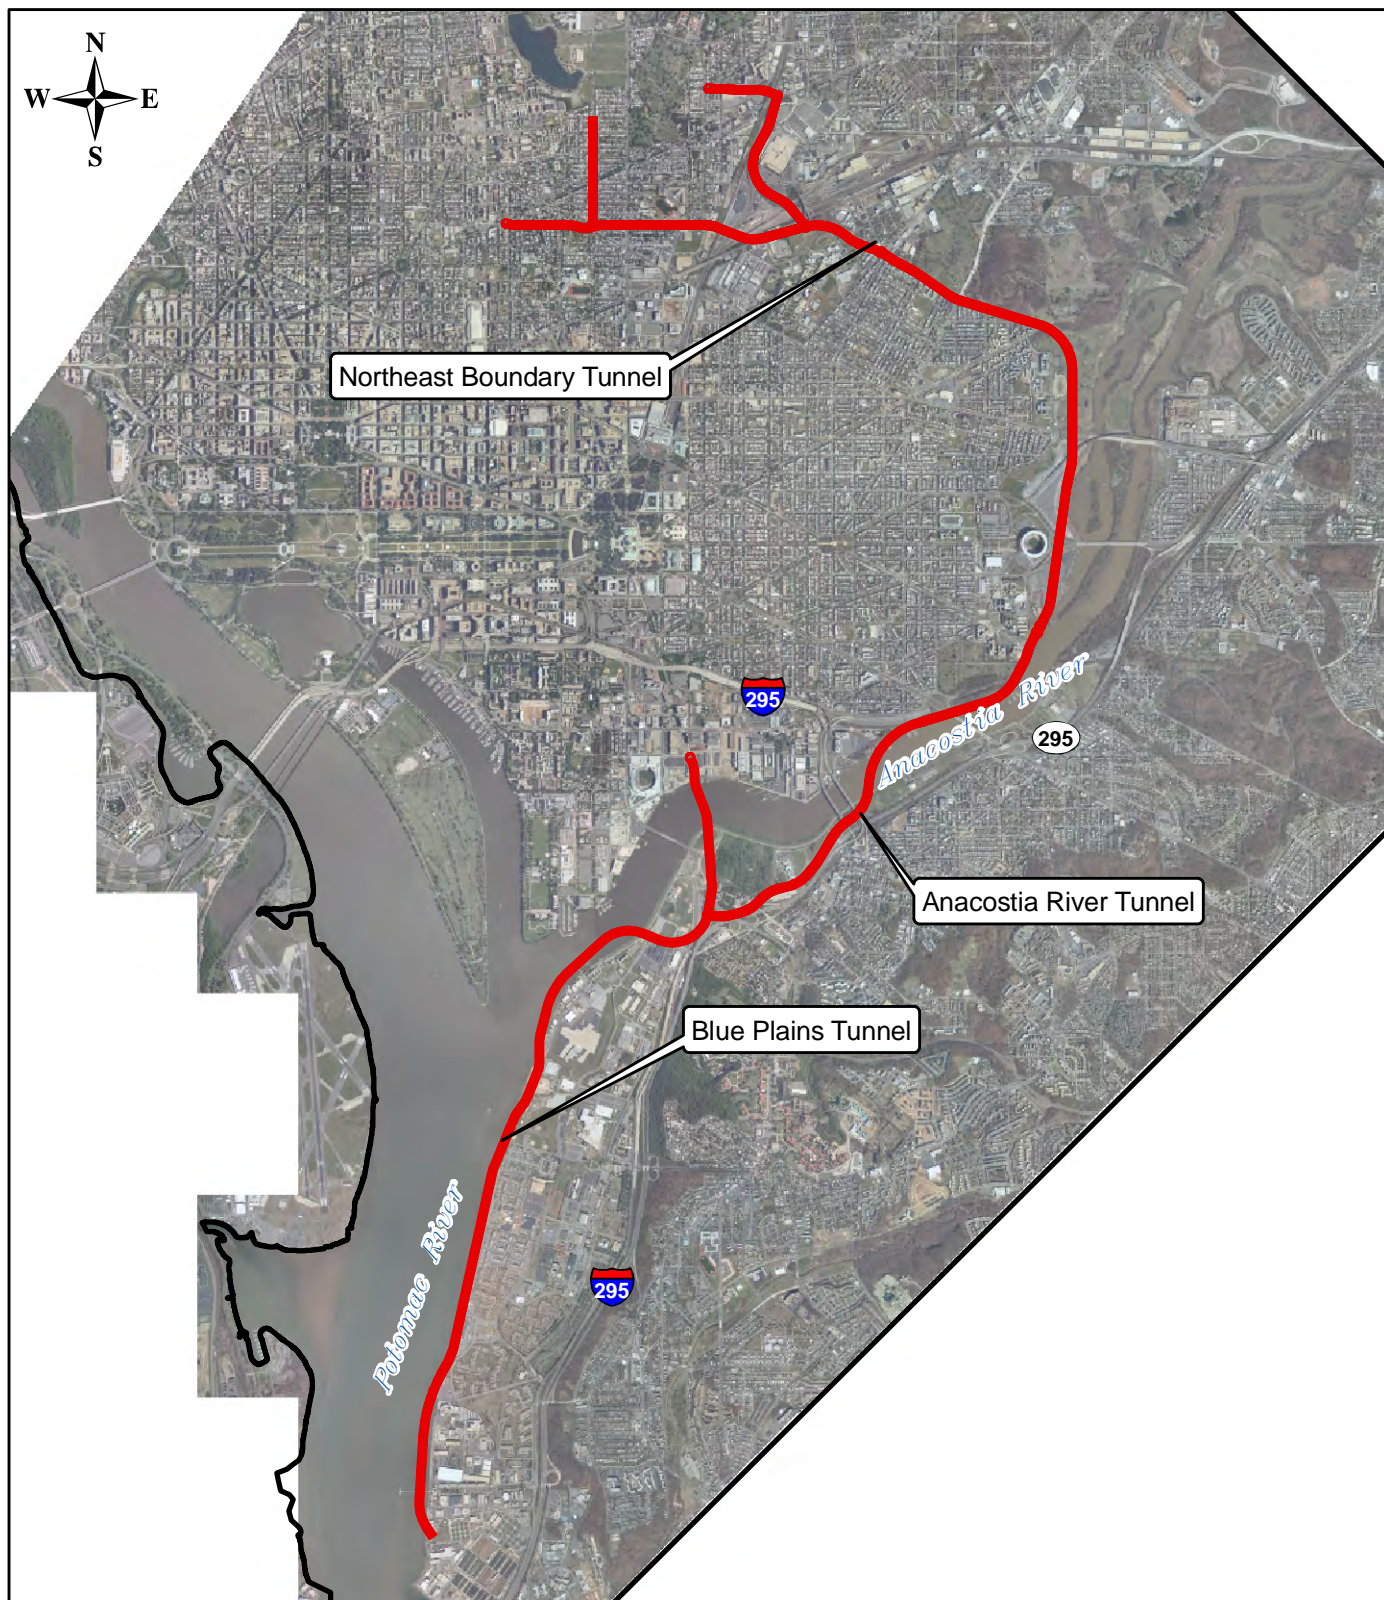 N
W E
S
Northeast Boundary Tunnel
295
Anacostia River
295
Anacostia River Tunnel
Blue Plains Tunnel
Potomac River
295